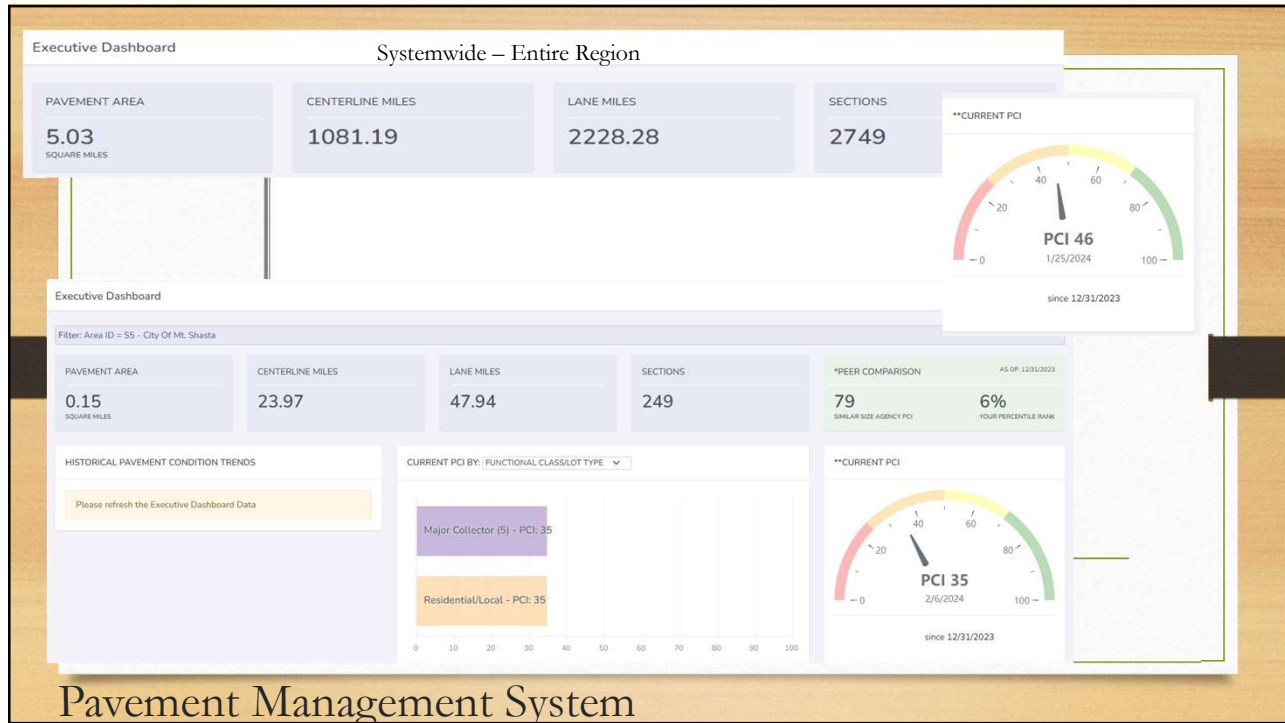 Executive Dashboard
Systemwide – Entire Region
PAVEMENT AREA
5.03
SQUARE MILES
CENTERLINE MILES
1081.19
LANE MILES
2228.28
SECTIONS
2749
**CURRENT PCI
0
20
40
60
80
100
PCI 46
1/25/2024
since 12/31/2023
Executive Dashboard
Filter: Area ID = S5 - City Of Mt. Shasta
PAVEMENT AREA
0.15
SQUARE MILES
CENTERLINE MILES
23.97
LANE MILES
47.94
SECTIONS
249
*PEER COMPARISON
AS OF: 12/31/2023
79
SIMILAR SIZE AGENCY PCI
6%
YOUR PERCENTILE RANK
HISTORICAL PAVEMENT CONDITION TRENDS
Please refresh the Executive Dashboard Data
CURRENT PCI BY: FUNCTIONAL CLASS/LOT TYPE
Major Collector (5) - PCI: 35
Residential/Local - PCI: 35
0 10 20 30 40 50 60 70 80 90 100
**CURRENT PCI
0
20
40
60
80
100
PCI 35
2/6/2024
since 12/31/2023
Pavement Management System